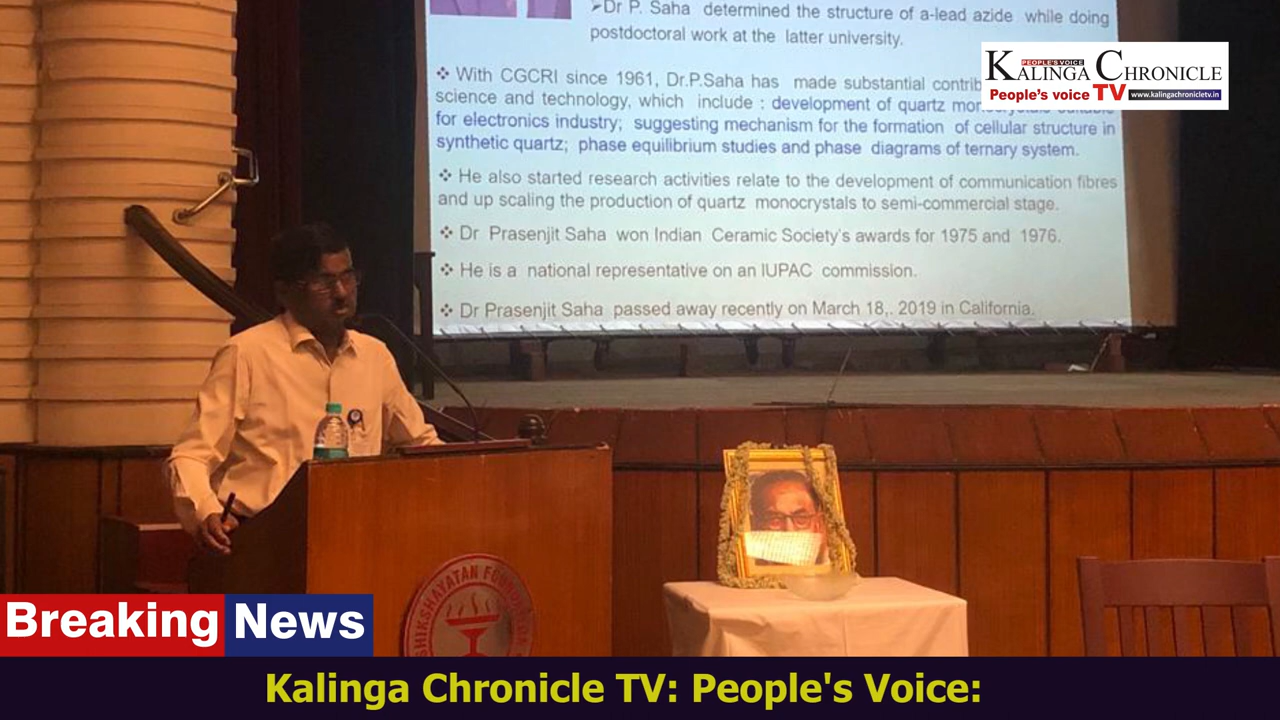 ➢Dr P. Saha determined the structure of a-lead azide while doing
postdoctoral work at the latter university.
❖ With CGCRI since 1961, Dr.P.Saha has made substantial
science and technology, which include : development of quartz
for electronics industry; suggesting mechanism for the formation of cellular structure in
synthetic quartz; phase equilibrium studies and phase diagrams of ternary system.
❖ He also started research activities relate to the development of communication fibres
and up scaling the production of quartz monocrystals to semi-commercial stage.
❖ Dr Prasenjit Saha won Indian Ceramic Society's awards for 1975 and 1976.
❖ He is a national representative on an IUPAC commission.
❖ Dr Prasenjit Saha passed away recently on March 18,. 2019 in California.
PEOPLE'S VOICE
KALINGA CHRONICLE
People's voice TV www.kalingachronicletv.in
SHIKSHAYATAN
Breaking News
Kalinga Chronicle TV: People's Voice: